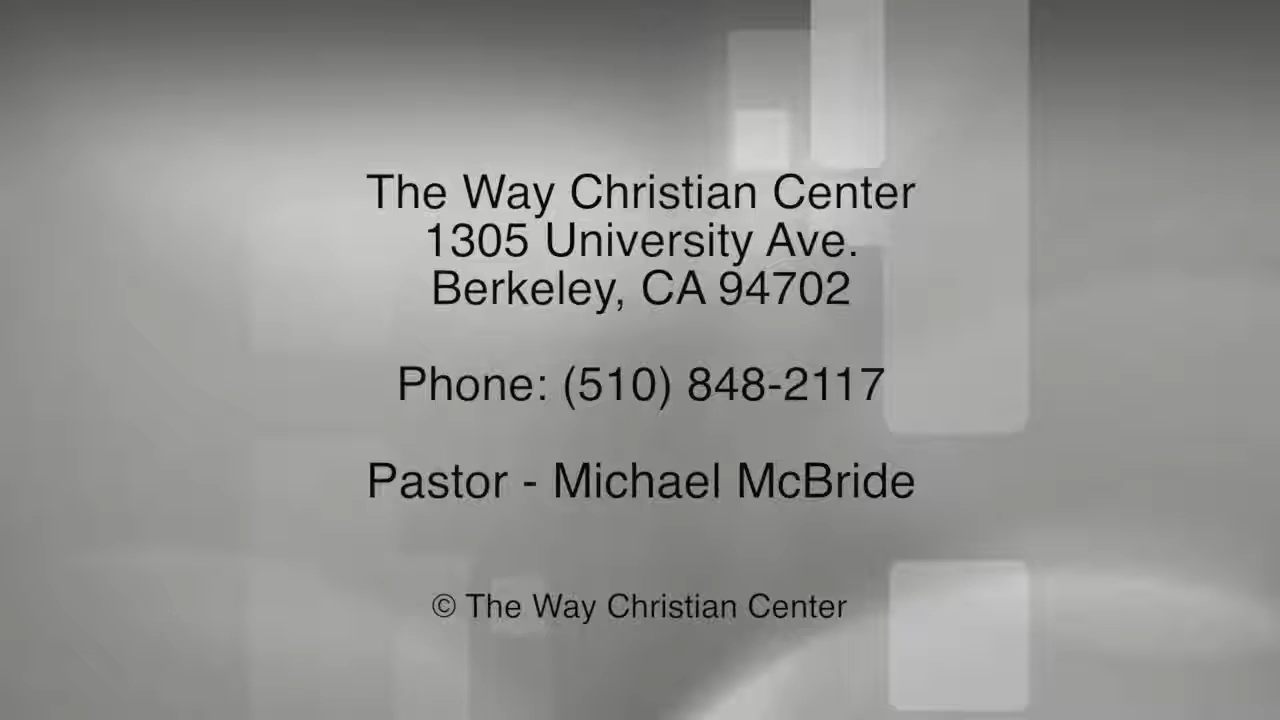 The Way Christian Center
1305 University Ave.
Berkeley, CA 94702
Phone: (510) 848-2117
Pastor - Michael McBride
© The Way Christian Center